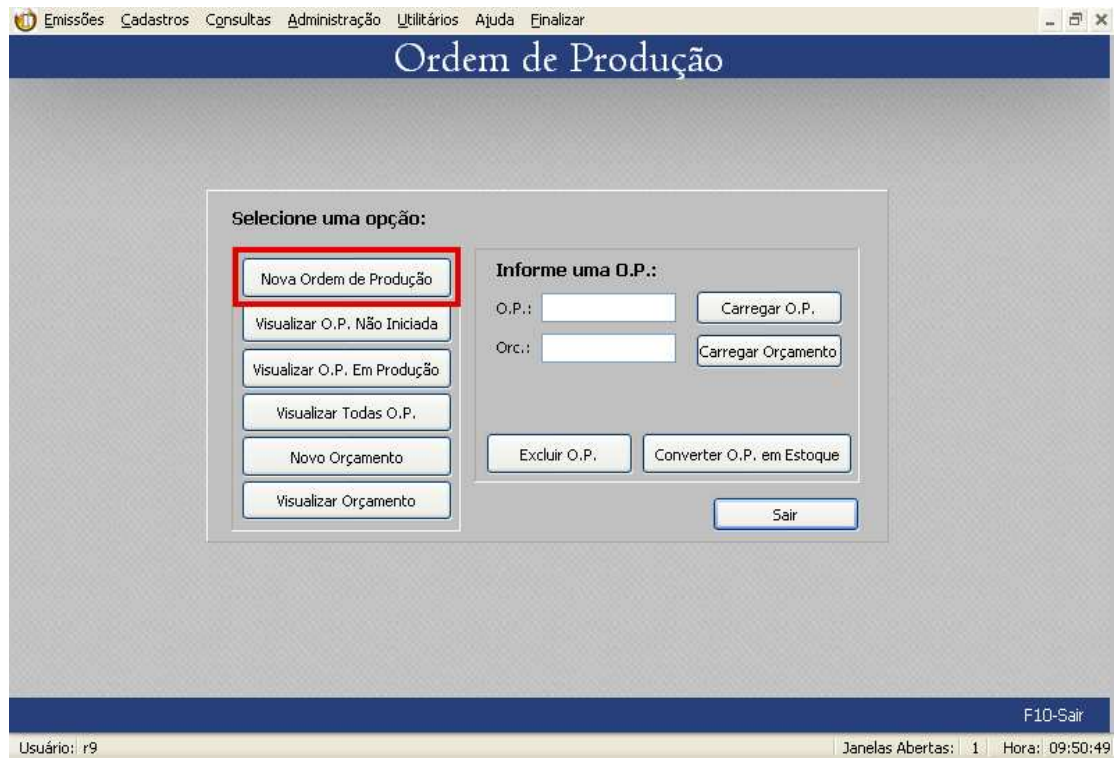 Emissões Cadastros Consultas Administração Utilitários Ajuda Finalizar
Ordem de Produção
Selecione uma opção:
Nova Ordem de Produção
Visualizar O.P. Não Iniciada
Visualizar O.P. Em Produção
Visualizar Todas O.P.
Novo Orçamento
Visualizar Orçamento
Informe uma O.P.:
O.P.:
Carregar O.P.
Orc.:
Carregar Orçamento
Excluir O.P.
Converter O.P. em Estoque
Sair
F10-Sair
Usuário: r9
Janelas Abertas: 1 Hora: 09:50:49